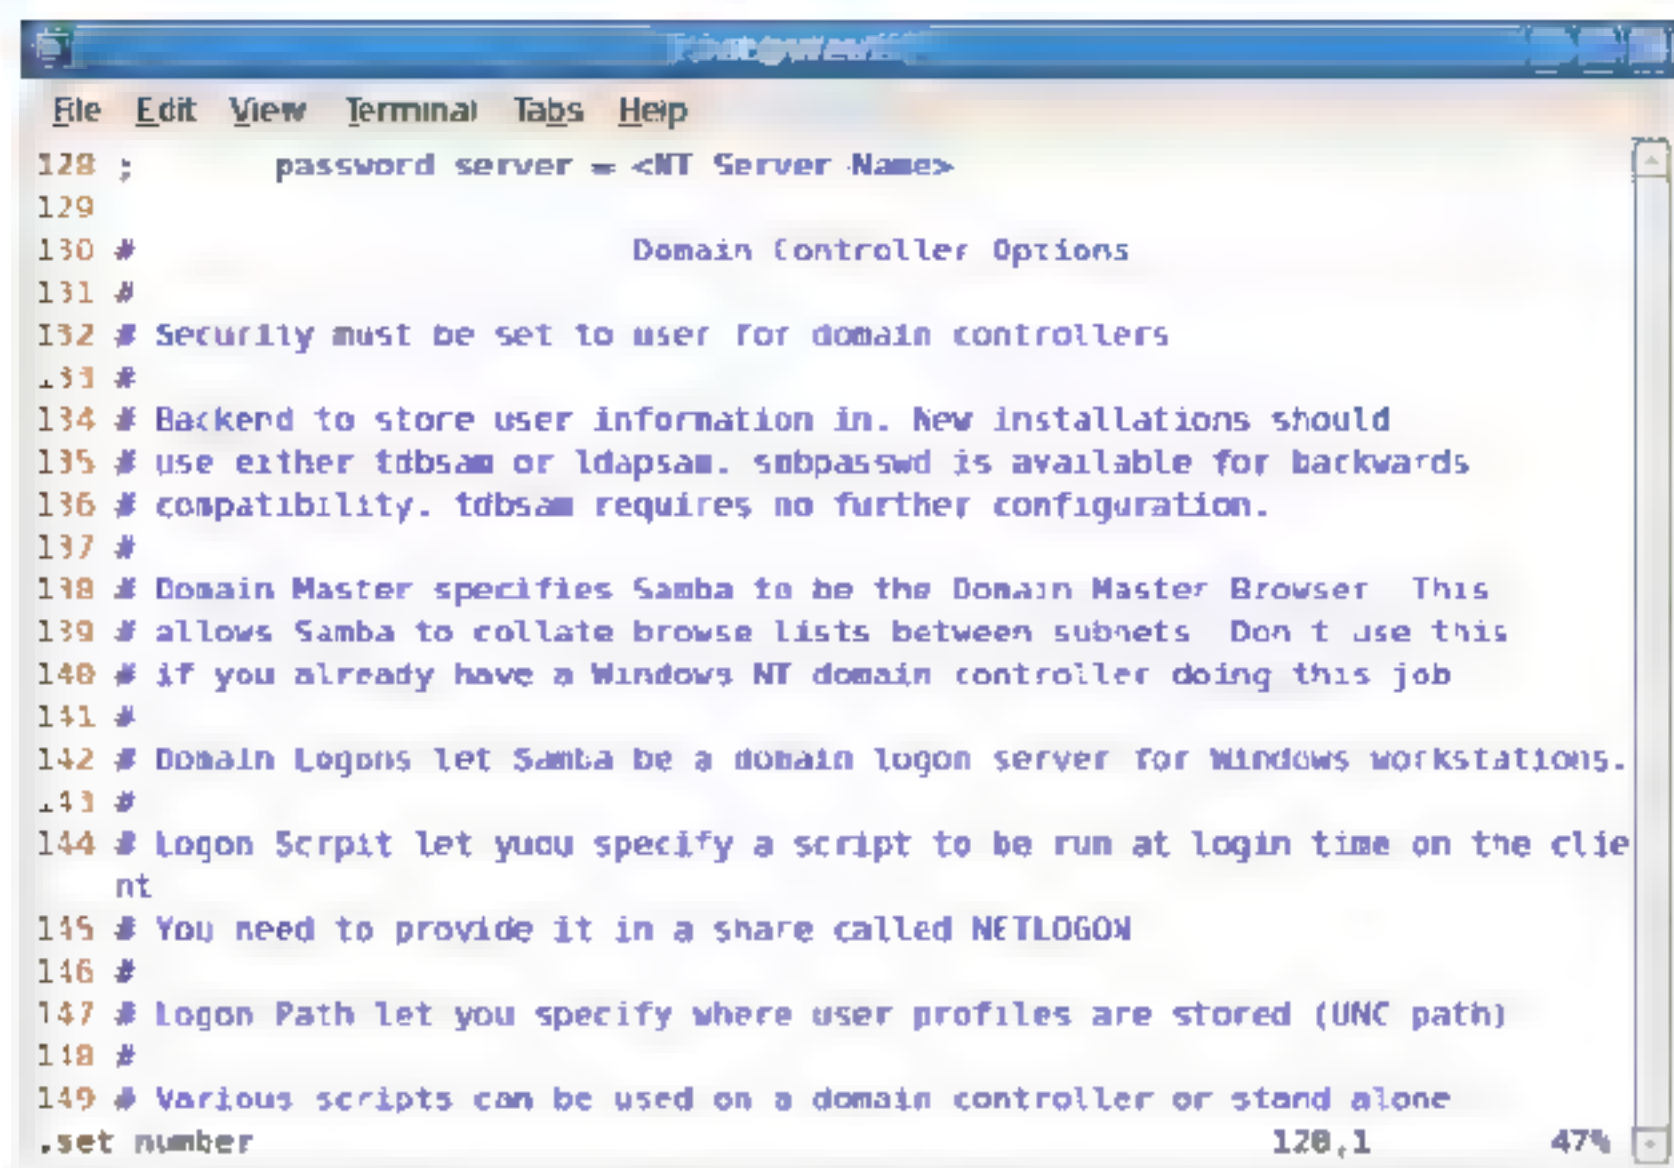 File Edit View Terminal Tabs Help
128 ;       password server = <NT Server Name>
129
130 #                         Domain Controller Options
131 #
132 # Security must be set to user for domain controllers
133 #
134 # Backend to store user information in. New installations should
135 # use either tdbsam or ldapsam. smbpasswd is available for backwards
136 # compatibility. tdbsam requires no further configuration.
137 #
138 # Domain Master specifies Samba to be the Domain Master Browser  This
139 # allows Samba to collate browse lists between subnets  Don t use this
140 # if you already have a Windows NT domain controller doing this job
141 #
142 # Domain Logons let Samba be a domain logon server for Windows workstations.
143 #
144 # Logon Scrpit let yuou specify a script to be run at login time on the clie
nt
145 # You need to provide it in a share called NETLOGON
146 #
147 # Logon Path let you specify where user profiles are stored (UNC path)
148 #
149 # Various scripts can be used on a domain controller or stand alone
:set number 128,1 47%